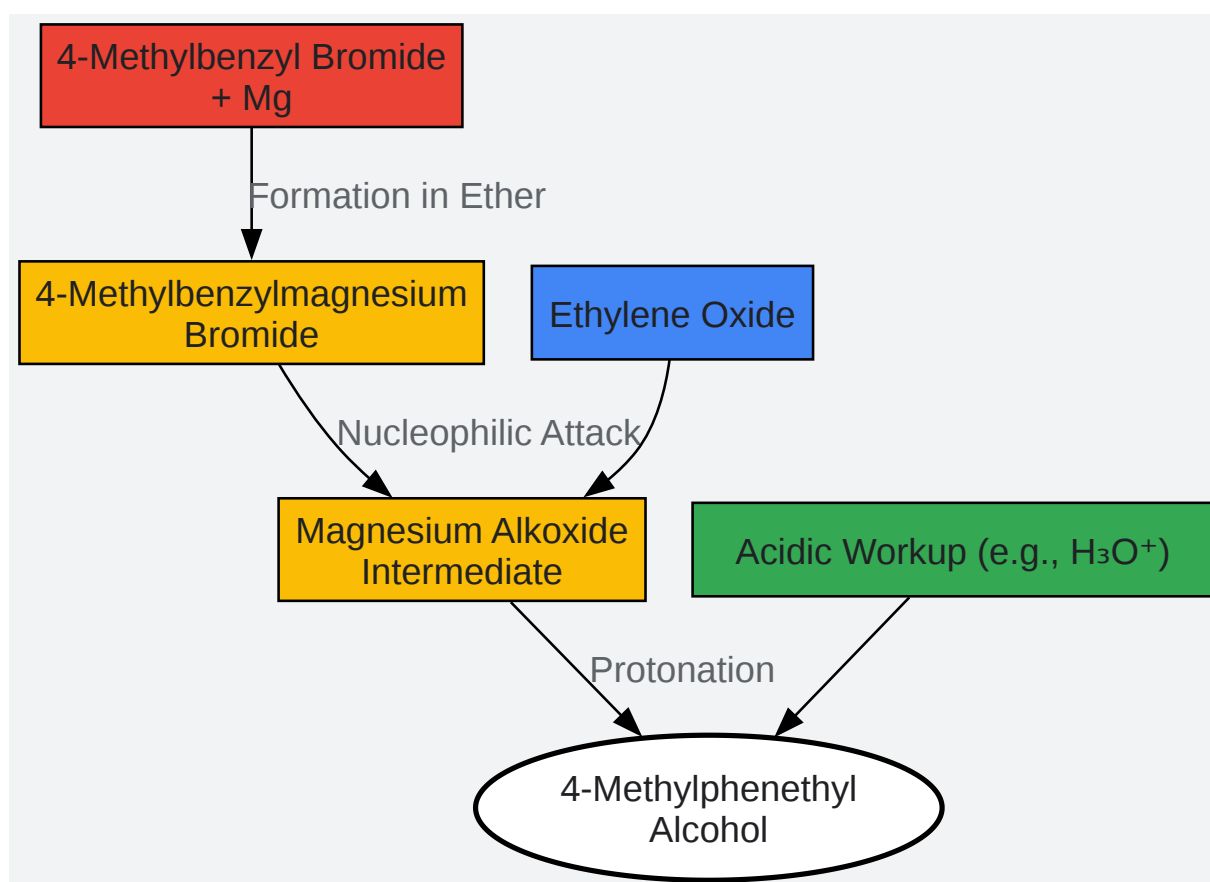 4-Methylbenzyl Bromide
+ Mg
Formation in Ether
4-Methylbenzylmagnesium
Bromide
Ethylene Oxide
Nucleophilic Attack
Magnesium Alkoxide
Intermediate
Acidic Workup (e.g., H₃O⁺)
Protonation
4-Methylphenethyl
Alcohol